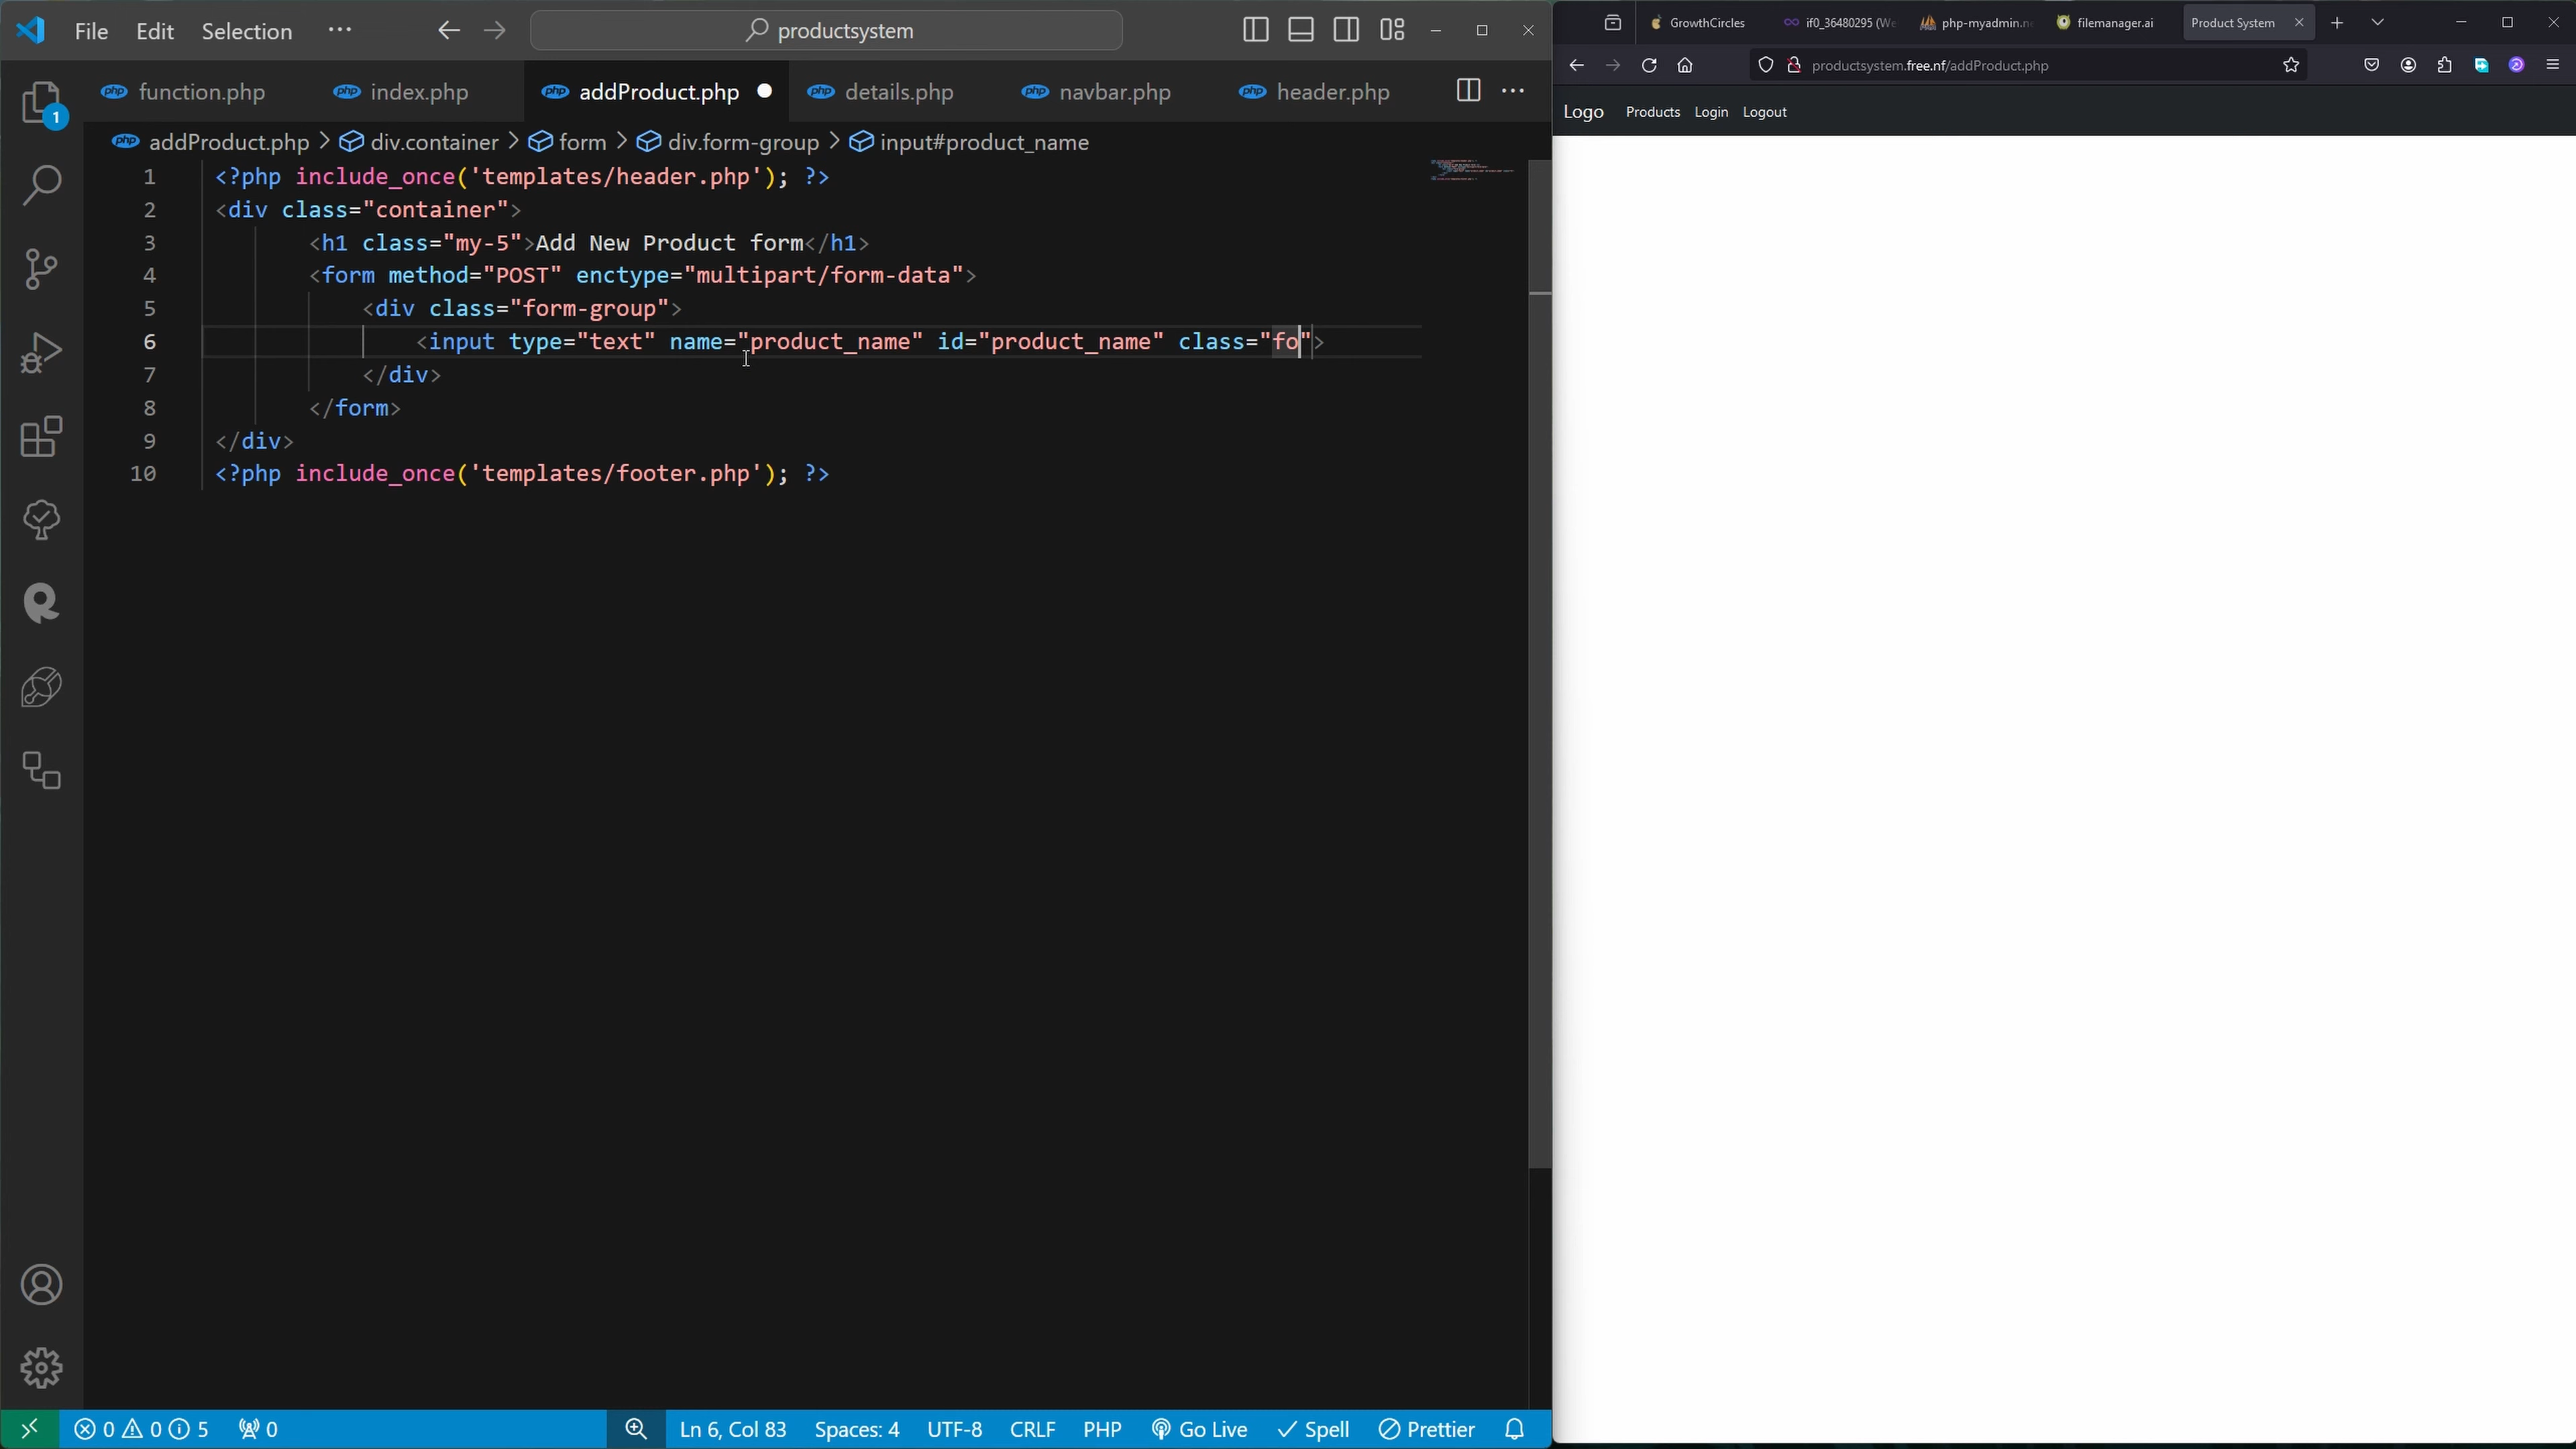 File Edit Selection ··· productsystem
1
function.php index.php addProduct.php details.php navbar.php header.php ···
addProduct.php > div.container > form > div.form-group > input#product_name
1 <?php include_once('templates/header.php'); ?>
2 <div class="container">
3 <h1 class="my-5">Add New Product form</h1>
4 <form method="POST" enctype="multipart/form-data">
5 <div class="form-group">
6 <input type="text" name="product_name" id="product_name" class="fo">
7 </div>
8 </form>
9 </div>
10 <?php include_once('templates/footer.php'); ?>
0 0 5 0 Ln 6, Col 83 Spaces: 4 UTF-8 CRLF PHP Go Live Spell Prettier
GrowthCircles if0_36480295 (We php-myadmin.n filemanager.ai Product System
productsystem.free.nf/addProduct.php
Logo Products Login Logout